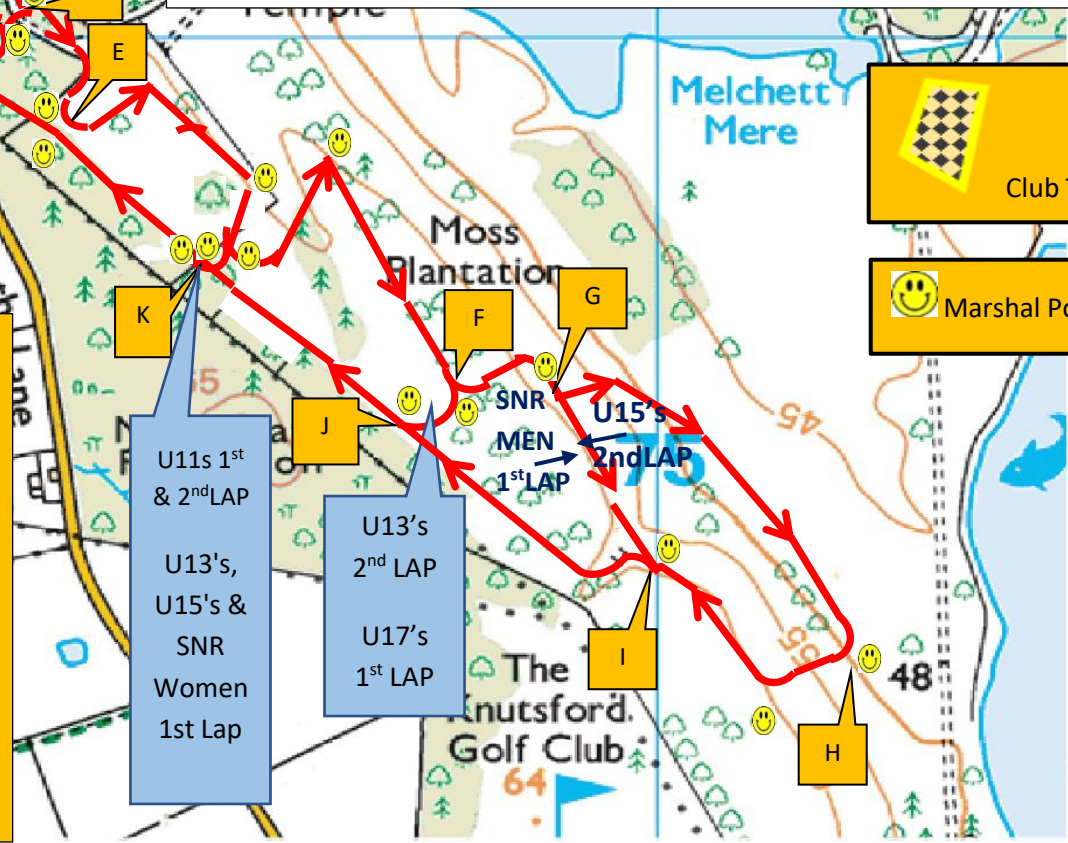 Temple
E
Melchett
Mere
Club
Moss
Plantation
G
Marshal
K
F
Lane
65
J
SNR
MEN
1stLAP
U15's
2ndLAP
75
45
U11s 1st
& 2ndLAP
U13's,
U15's &
SNR
Women
1st Lap
U13's
2nd LAP
U17's
1st LAP
I
55
48
The
Knutsford
Golf Club
64
H